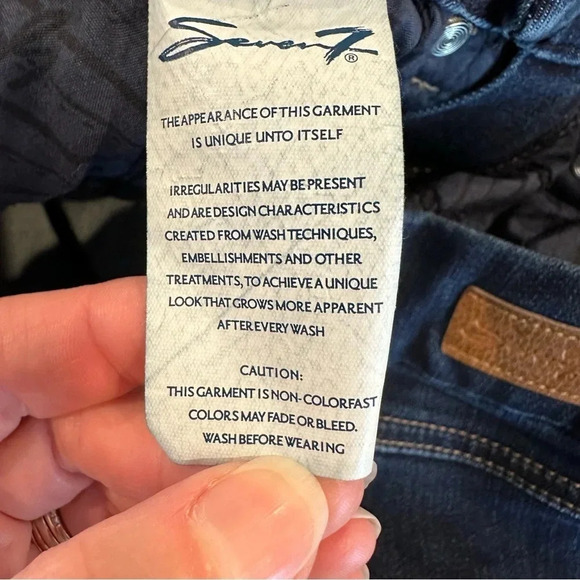 Seven7®
THE APPEARANCE OF THIS GARMENT
IS UNIQUE UNTO ITSELF
IRREGULARITIES MAY BE PRESENT
AND ARE DESIGN CHARACTERISTICS
CREATED FROM WASH TECHNIQUES,
EMBELLISHMENTS AND OTHER
TREATMENTS, TO ACHIEVE A UNIQUE
LOOK THAT GROWS MORE APPARENT
AFTER EVERY WASH
CAUTION:
THIS GARMENT IS NON-COLORFAST
COLORS MAY FADE OR BLEED.
WASH BEFORE WEARING